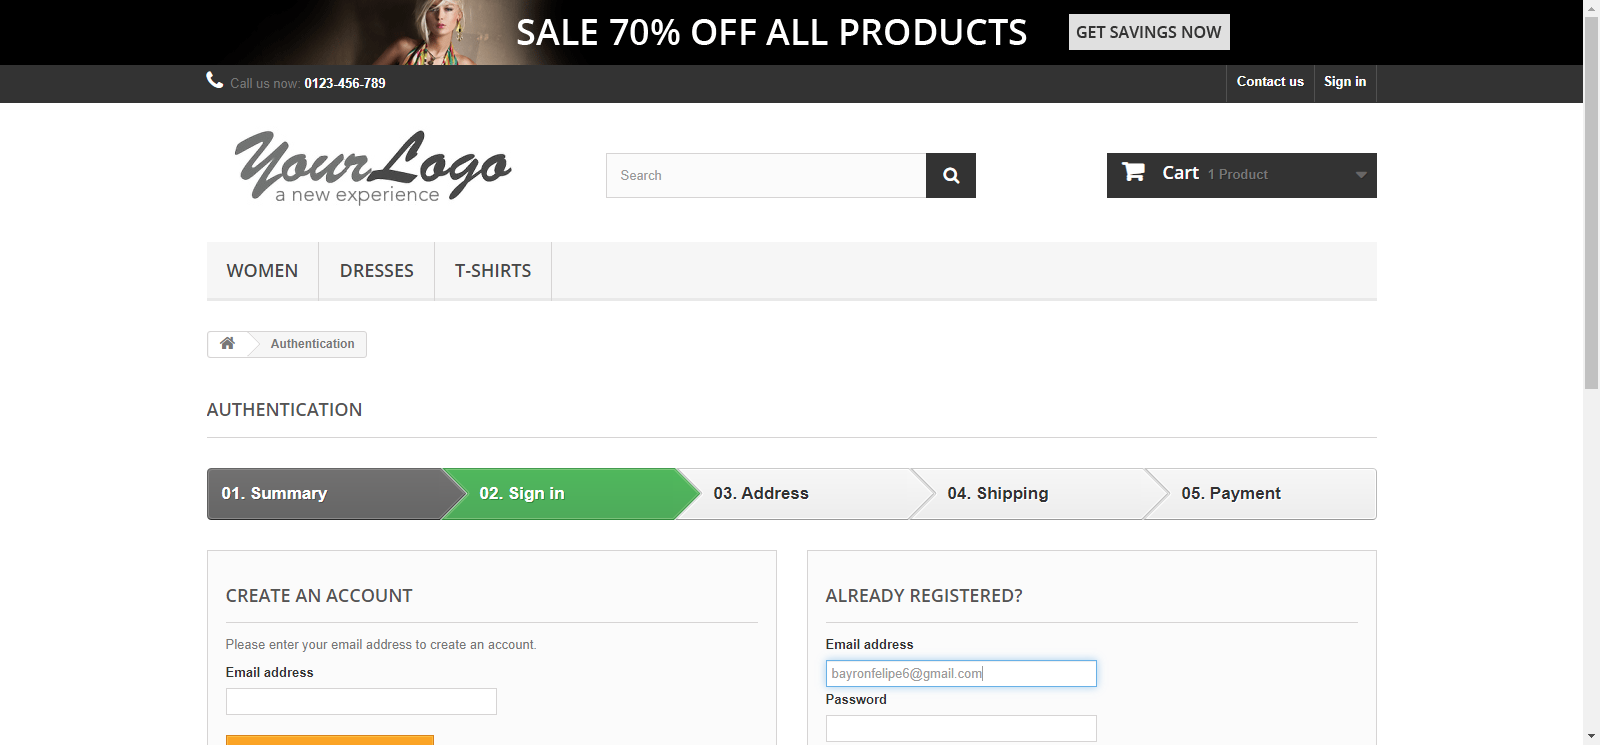 SALE 70% OFF ALL PRODUCTS GET SAVINGS NOW
Call us now: 0123-456-789 Contact us Sign in
Your Logo
a new experience
Search
Cart 1 Product
WOMEN DRESSES T-SHIRTS
Authentication
AUTHENTICATION
01. Summary 02. Sign in 03. Address 04. Shipping 05. Payment
CREATE AN ACCOUNT
Please enter your email address to create an account.
Email address
ALREADY REGISTERED?
Email address
bayronfelipe6@gmail.com
Password